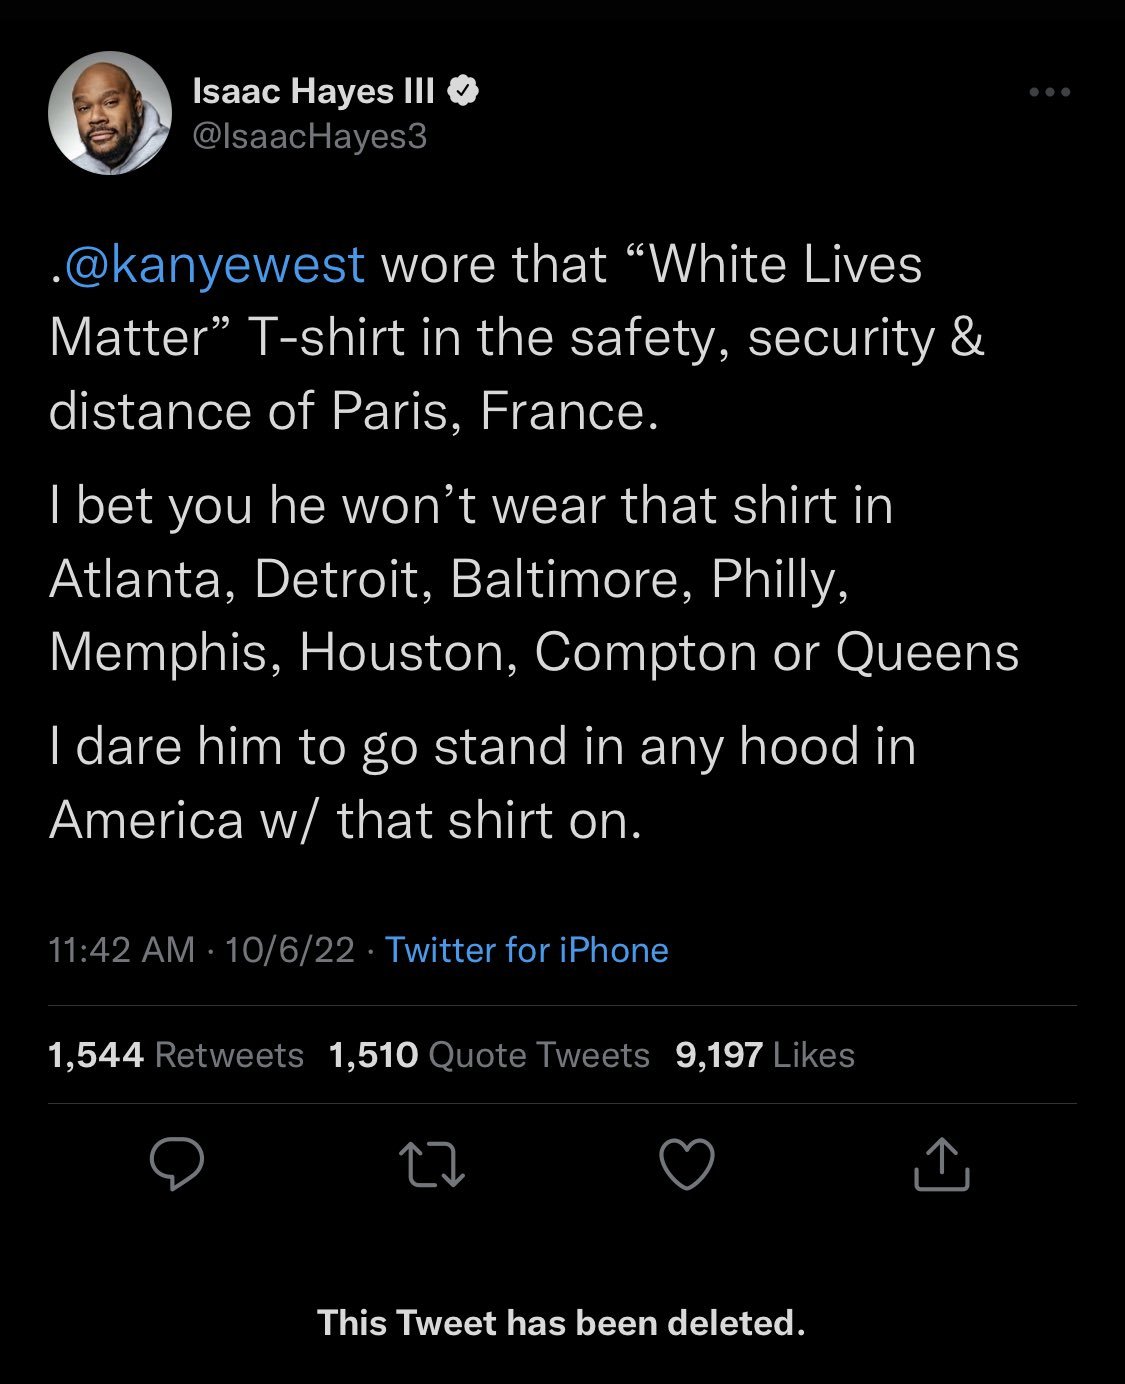 Isaac Hayes III
@IsaacHayes3
.@kanyewest wore that “White Lives
Matter” T-shirt in the safety, security &
distance of Paris, France.
I bet you he won’t wear that shirt in
Atlanta, Detroit, Baltimore, Philly,
Memphis, Houston, Compton or Queens
I dare him to go stand in any hood in
America w/ that shirt on.
11:42 AM · 10/6/22 · Twitter for iPhone
1,544 Retweets 1,510 Quote Tweets 9,197 Likes
This Tweet has been deleted.